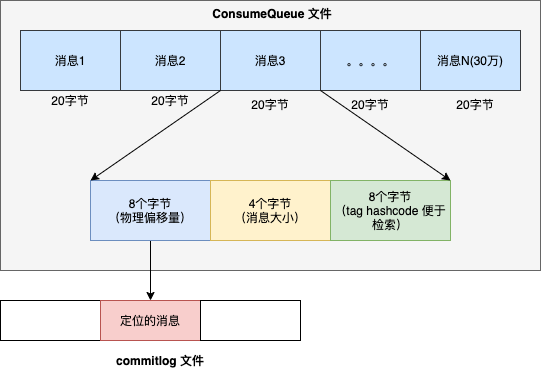 ConsumeQueue 文件
消息1
消息2
消息3
。。。。
消息N(30万)
20字节
20字节
20字节
20字节
20字节
8个字节
(物理偏移量)
4个字节
(消息大小)
8个字节
(tag hashcode 便于
检索)
定位的消息
commitlog 文件